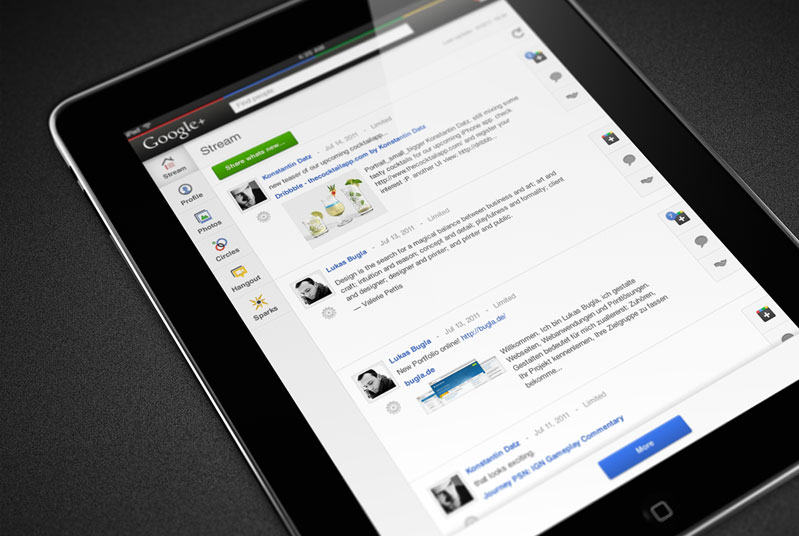 iPad
4:20 AM
Google+
Find people
Stream
Share whats new...
Stream
Profile
Photos
Circles
Hangout
Sparks
Konstantin Datz - Jul 14, 2011 - Limited
new teaser of our upcoming cocktailapp...
Dribbble - thecocktailapp.com by Konstantin Datz
Portrait_small_bigger Konstantin Datz, still mixing some
tasty cocktails for our upcoming iPhone app. check
http://www.thecocktailapp.com/ and register your
interest :P. another UI view: http://dribbb...
Lukas Bugla - Jul 13, 2011 - Limited
Design is the search for a magical balance between business and art; art and
craft; intuition and reason; concept and detail; playfulness and formality; client
and designer; designer and printer; and printer and public.
— Valerie Pettis
Lukas Bugla - Jul 13, 2011 - Limited
New Portfolio online! http://bugla.de/
bugla.de
Willkommen. Ich bin Lukas Bugla, ich gestalte
Webseiten, Webanwendungen und Printlösungen.
Gestalten bedeutet für mich zuallererst: Zuhören,
Ihr Projekt kennenlernen, Ihre Zielgruppe zu fassen
bekomme...
Konstantin Datz - Jul 11, 2011 - Limited
that looks exciting.
Journey PSN: IGN Gameplay Commentary
More